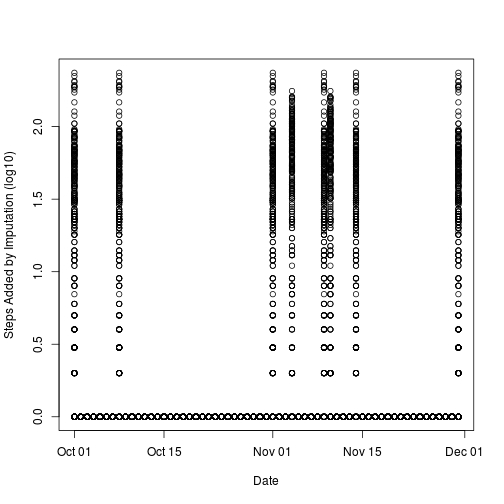 Steps Added by Imputation (log10)
2.0
1.5
1.0
0.5
0.0
Oct 01
Oct 15
Nov 01
Nov 15
Dec 01
Date